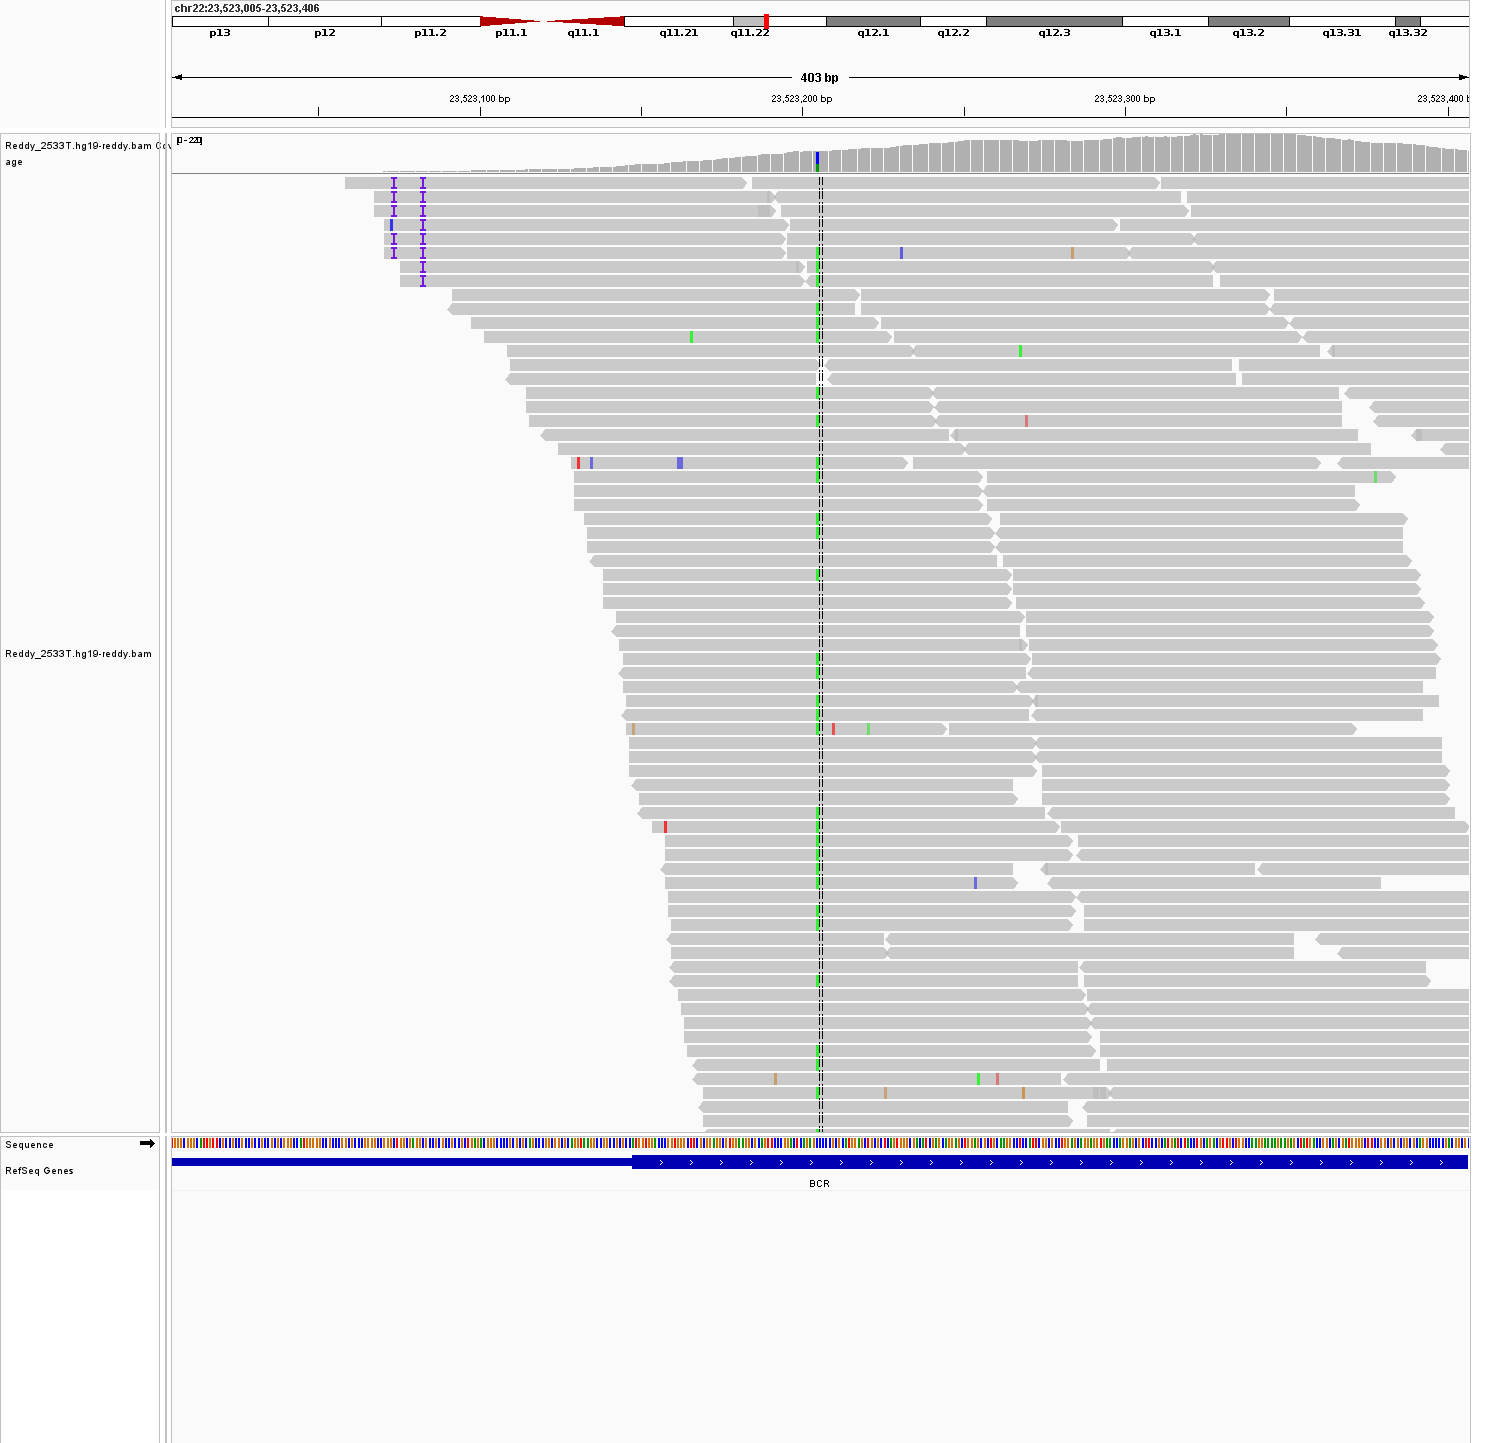 chr22:23,523,005-23,523,406
p13 p12 p11.2 p11.1 q11.1 q11.21 q11.22 q12.1 q12.2 q12.3 q13.1 q13.2 q13.31 q13.32
403 bp
23,523,100 bp 23,523,200 bp 23,523,300 bp 23,523,400 b
[0 - 220]
Reddy_2533T.hg19-reddy.bam Cov
age
Reddy_2533T.hg19-reddy.bam
Sequence
RefSeq Genes
BCR